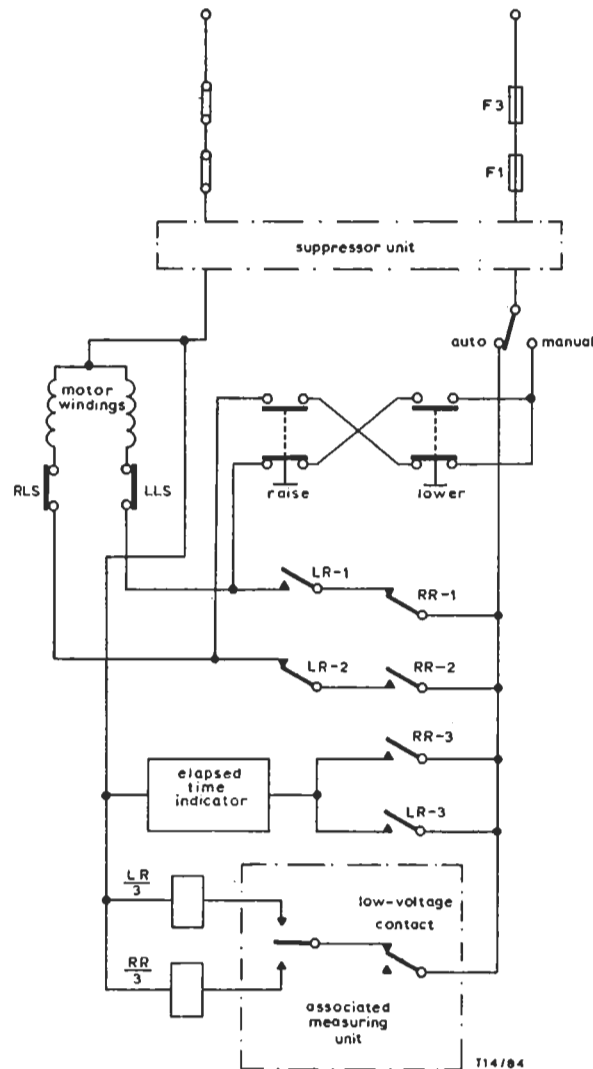 F3
F1
suppressor unit
auto
manual
motor
windings
RLS
LLS
raise
lower
LR-1
RR-1
LR-2
RR-2
RR-3
elapsed
time
indicator
LR-3
LR
3
low-voltage
contact
RR
3
associated
measuring
unit
T14/84